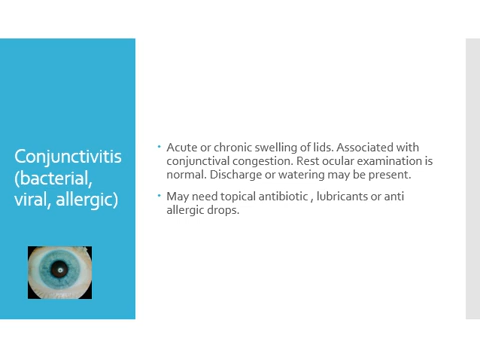 Conjunctivitis
(bacterial,
viral, allergic)
Acute or chronic swelling of lids. Associated with
conjunctival congestion. Rest ocular examination is
normal. Discharge or watering may be present.
May need topical antibiotic , lubricants or anti
allergic drops.